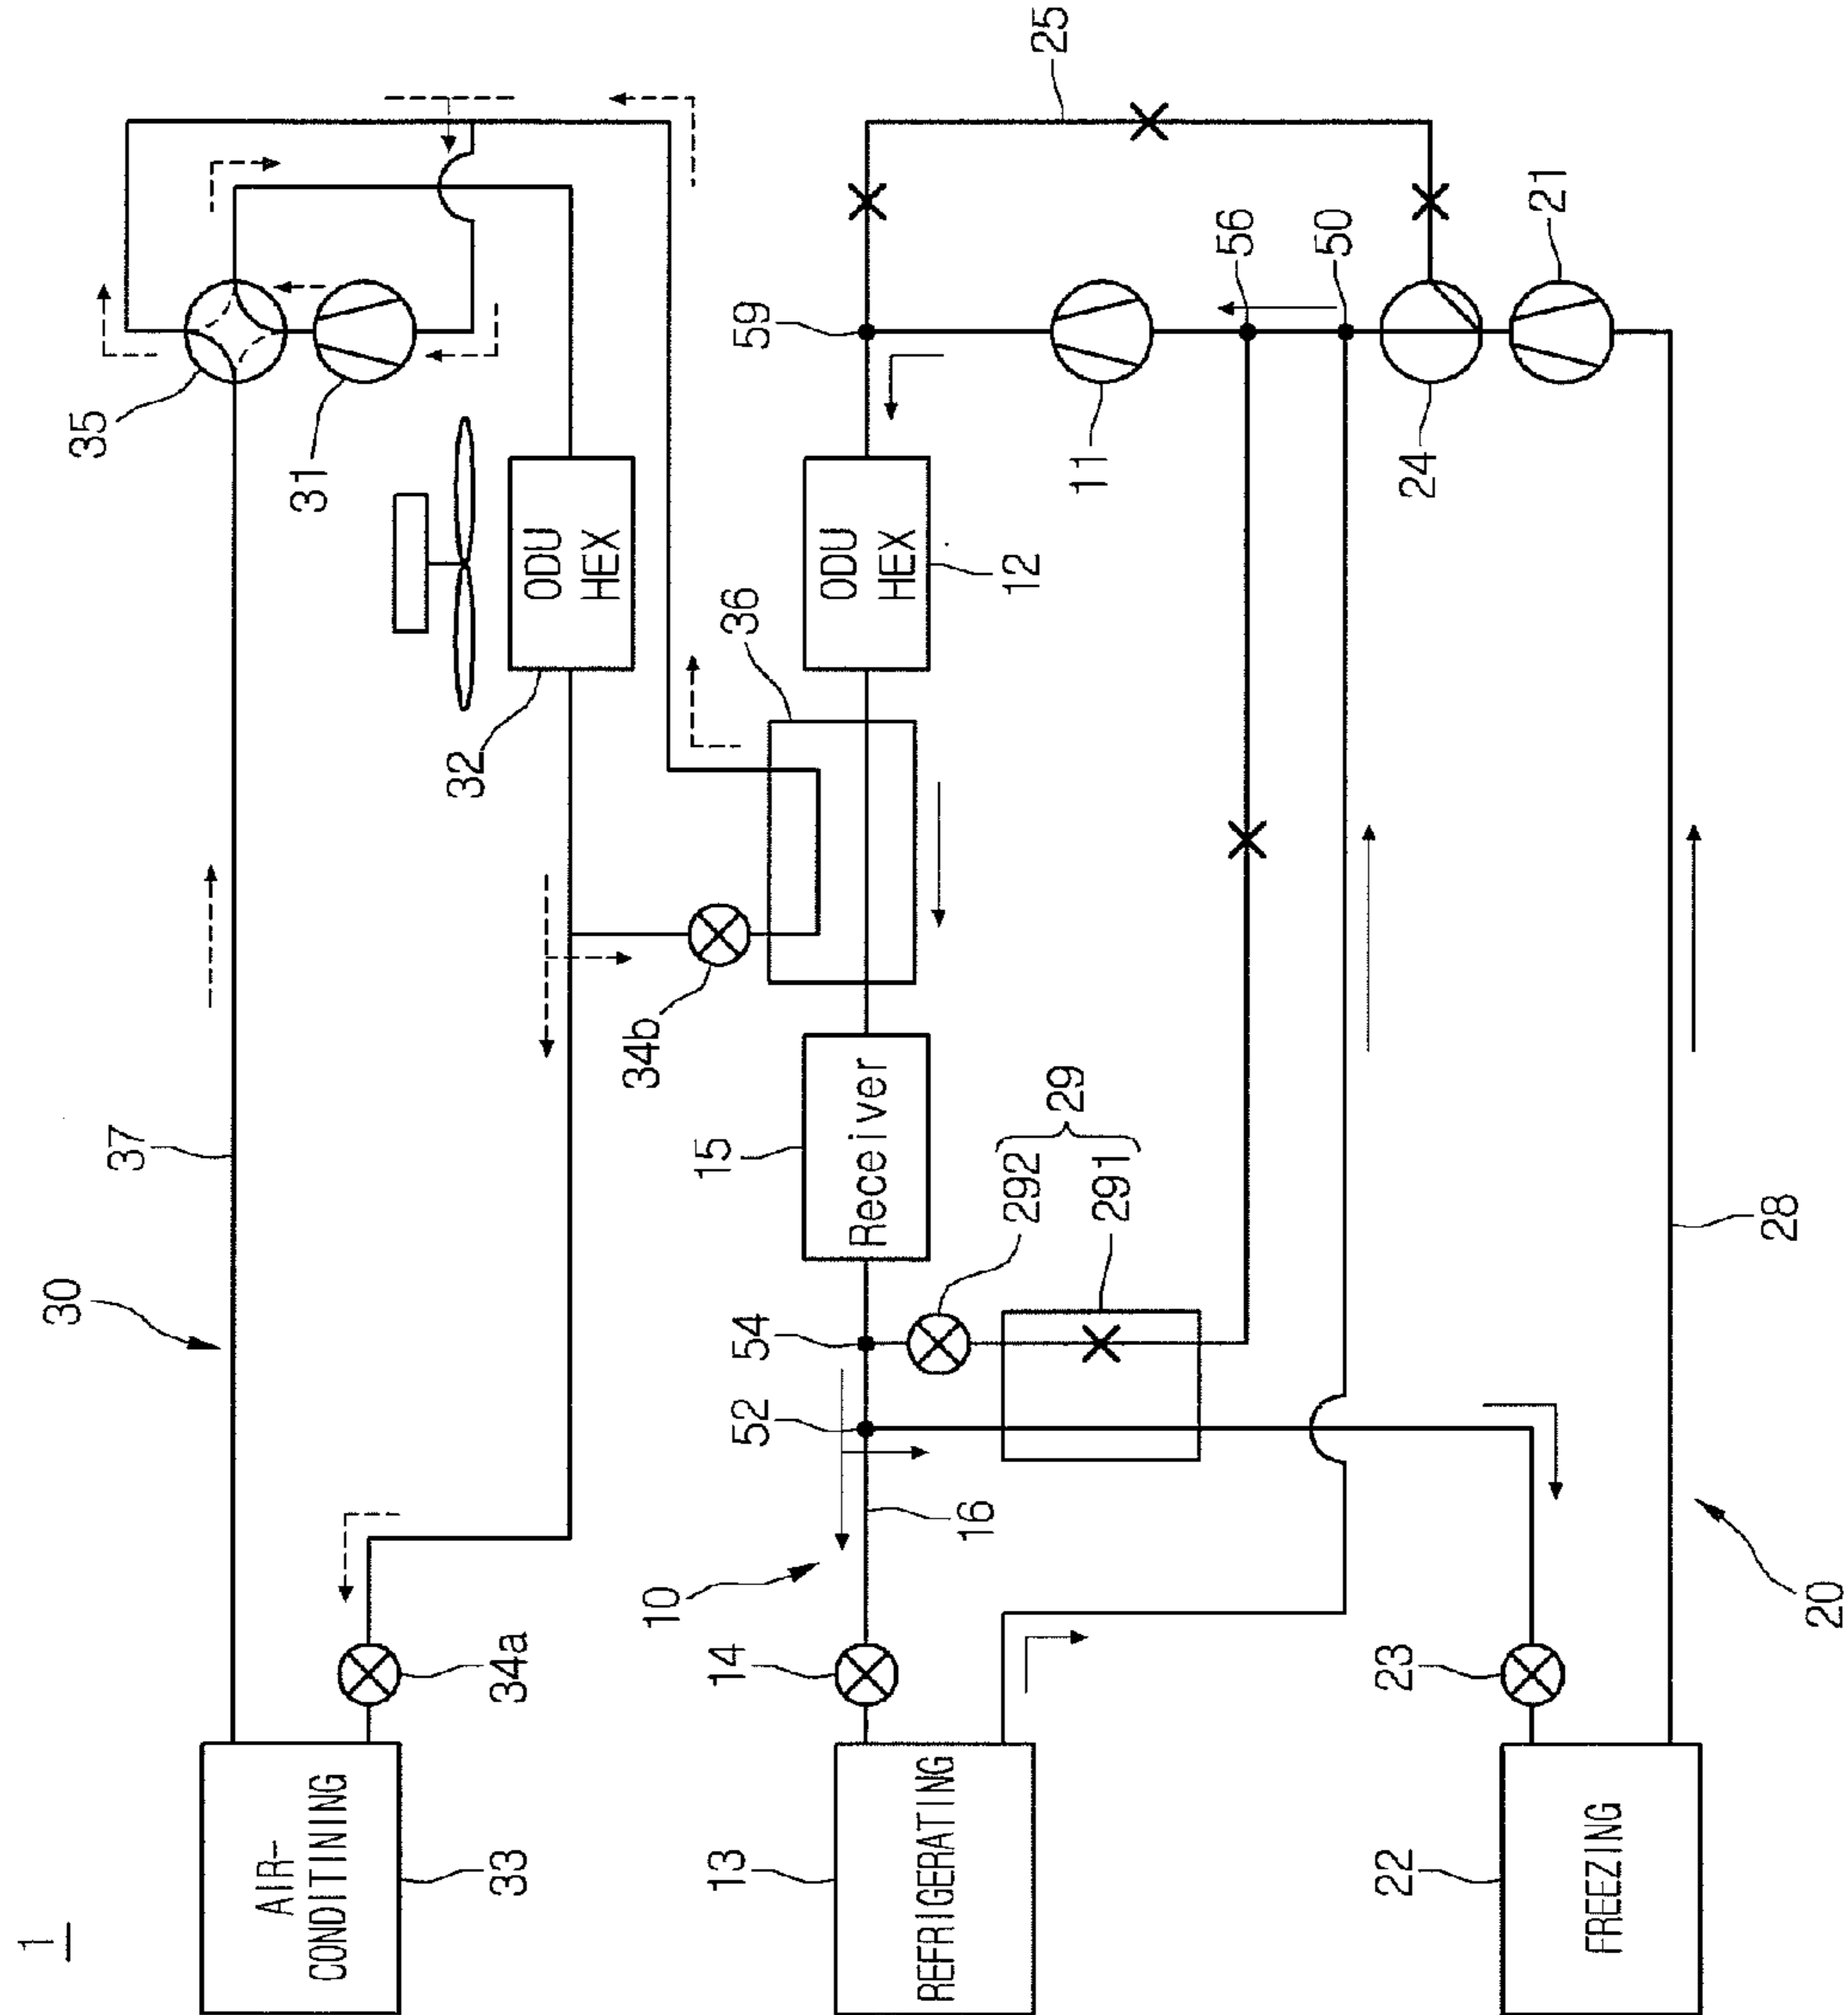 1
30
35
37
AIR-
CONDITINING
31
33
32
34a
ODU
HEX
34b
10
13
14
15
36
52
54
59
ODU
HEX
Receiver
REFRIGERATING
16
292
12
29
25
11
291
56
50
22
23
24
21
FREEZING
28
20